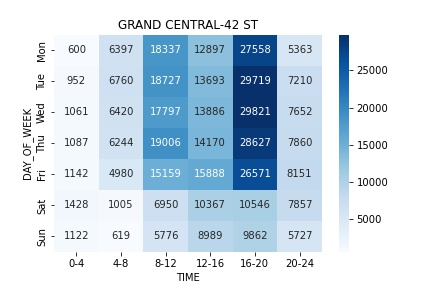 GRAND CENTRAL-42 ST
DAY_OF_WEEK
Mon 600 6397 18337 12897 27558 5363
Tue 952 6760 18727 13693 29719 7210
Wed 1061 6420 17797 13886 29821 7652
Thu 1087 6244 19006 14170 28627 7860
Fri 1142 4980 15159 15888 26571 8151
Sat 1428 1005 6950 10367 10546 7857
Sun 1122 619 5776 8989 9862 5727
0-4 4-8 8-12 12-16 16-20 20-24
TIME
25000
20000
15000
10000
5000